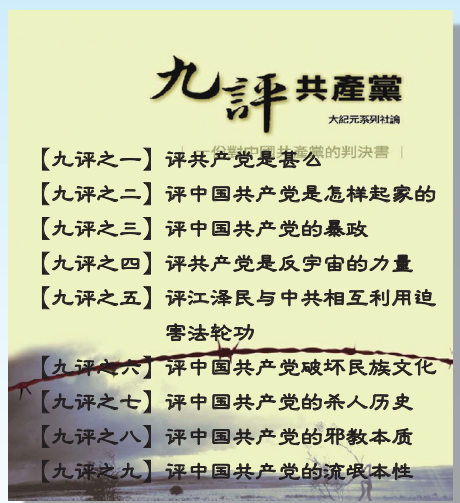 九評 共產黨
大紀元系列社論
一份對中國共產黨的判決書
【九评之一】评共产党是甚么
【九评之二】评中国共产党是怎样起家的
【九评之三】评中国共产党的暴政
【九评之四】评共产党是反宇宙的力量
【九评之五】评江泽民与中共相互利用迫
害法轮功
【九评之六】评中国共产党破坏民族文化
【九评之七】评中国共产党的杀人历史
【九评之八】评中国共产党的邪教本质
【九评之九】评中国共产党的流氓本性